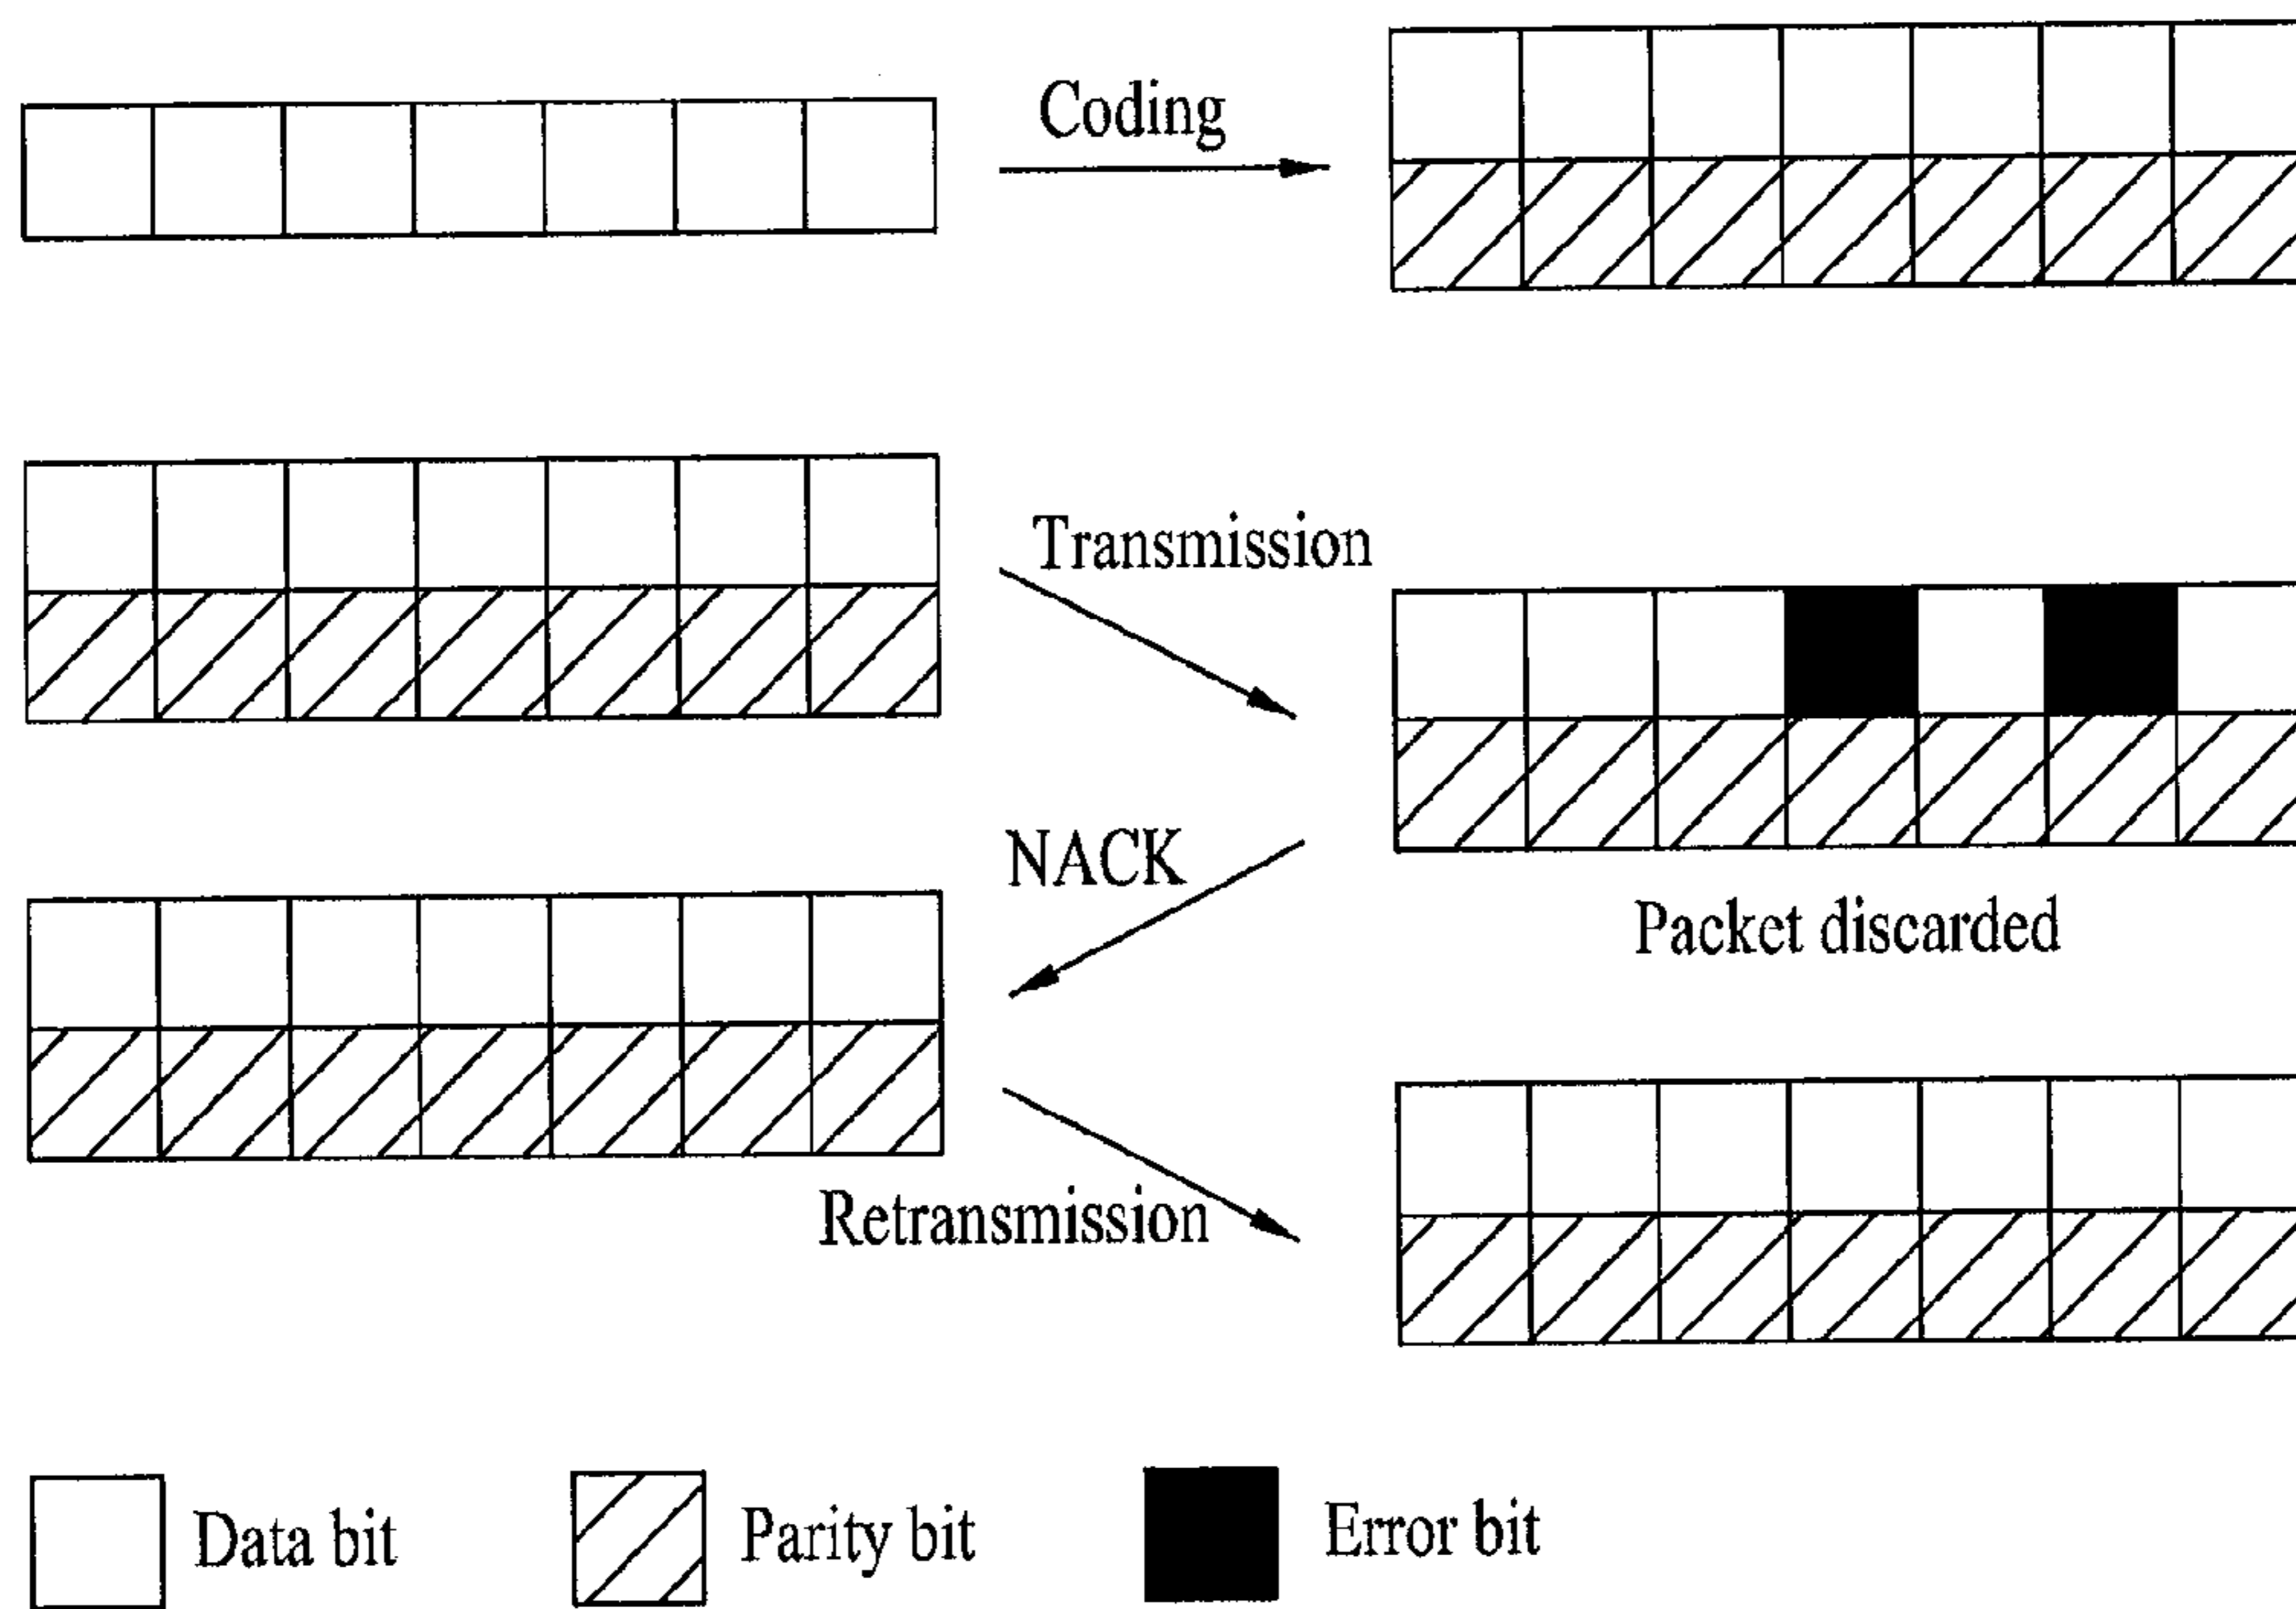 Coding
Transmission
NACK
Packet discarded
Retransmission
Data bit
Parity bit
Error bit